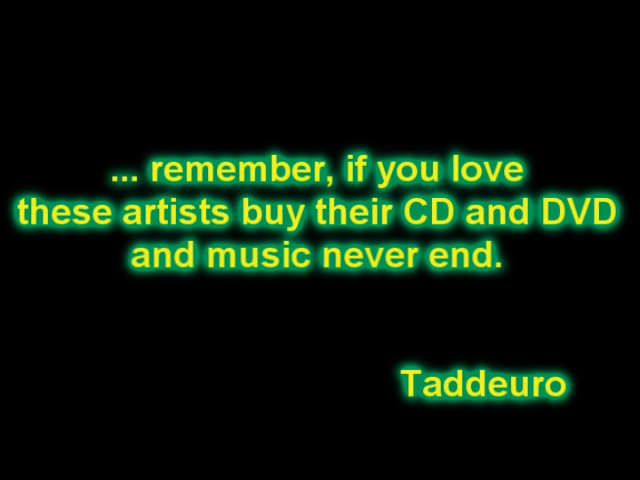 ... remember, if you love
these artists buy their CD and DVD
and music never end.
Taddeuro